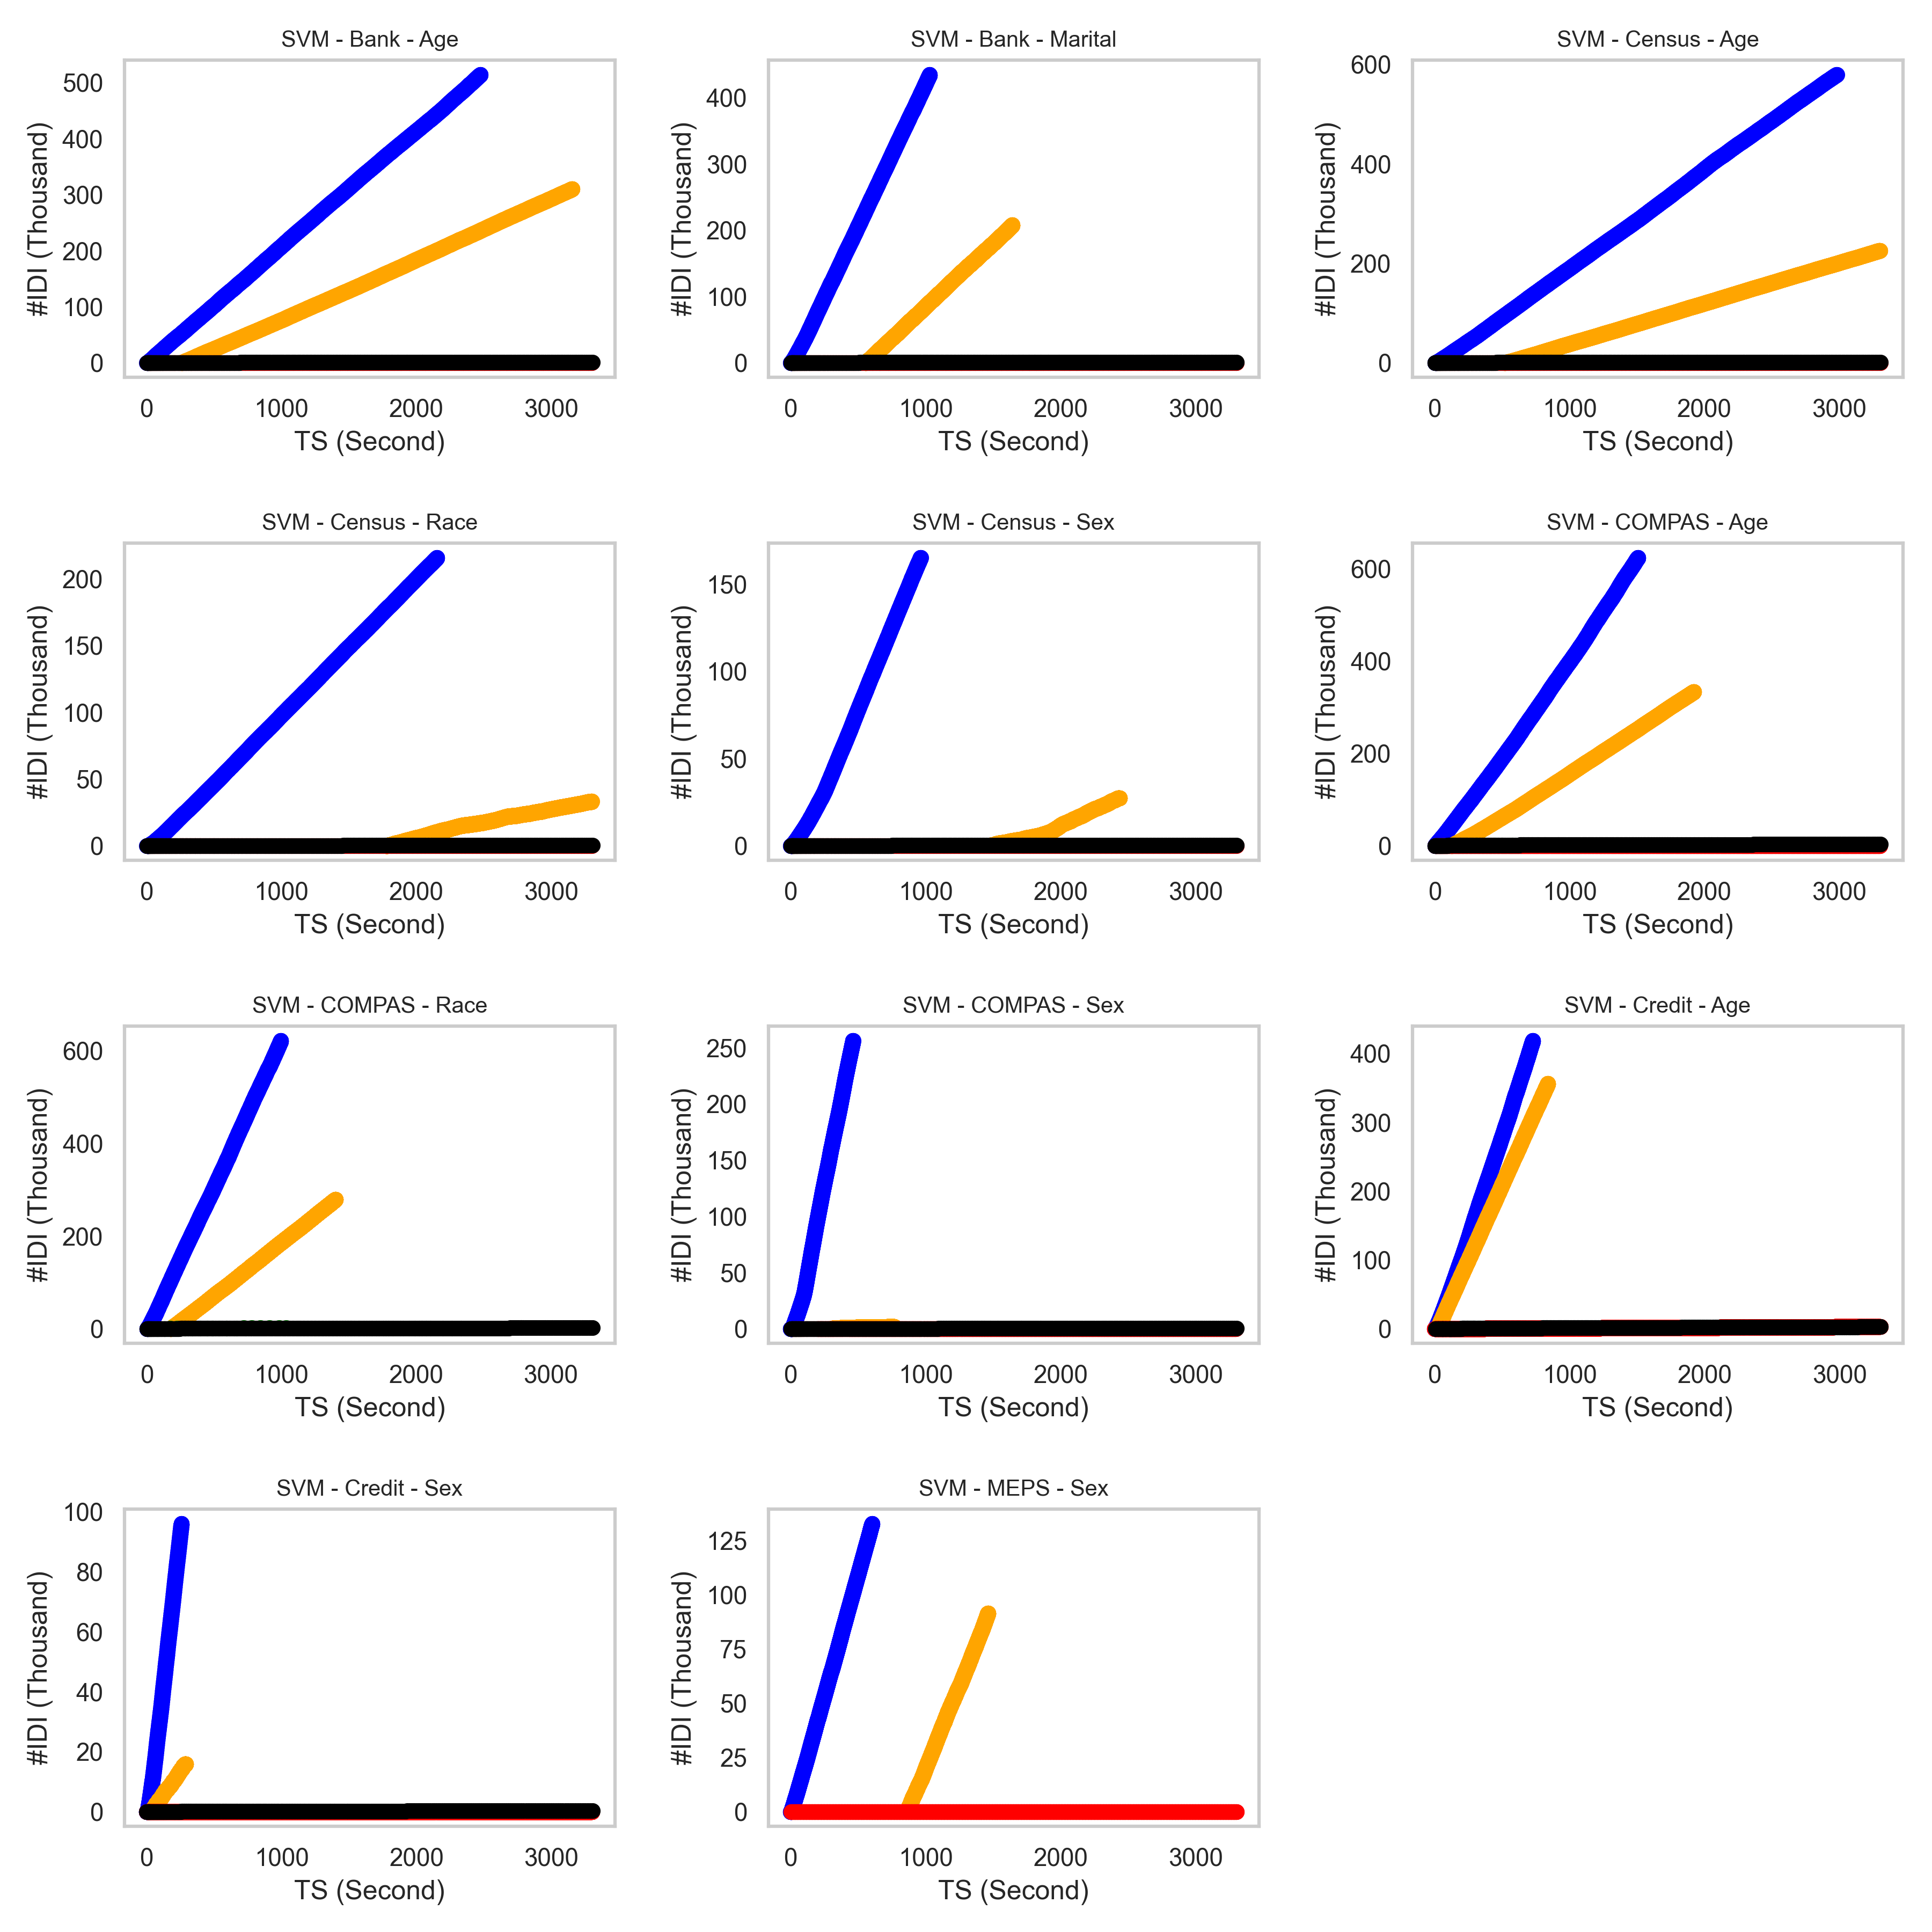 SVM - Bank - Age
#IDI (Thousand)
500
400
300
200
100
0
0 1000 2000 3000
TS (Second)
SVM - Bank - Marital
#IDI (Thousand)
400
300
200
100
0
0 1000 2000 3000
TS (Second)
SVM - Census - Age
#IDI (Thousand)
600
400
200
0
0 1000 2000 3000
TS (Second)
SVM - Census - Race
#IDI (Thousand)
200
150
100
50
0
0 1000 2000 3000
TS (Second)
SVM - Census - Sex
#IDI (Thousand)
150
100
50
0
0 1000 2000 3000
TS (Second)
SVM - COMPAS - Age
#IDI (Thousand)
600
400
200
0
0 1000 2000 3000
TS (Second)
SVM - COMPAS - Race
#IDI (Thousand)
600
400
200
0
0 1000 2000 3000
TS (Second)
SVM - COMPAS - Sex
#IDI (Thousand)
250
200
150
100
50
0
0 1000 2000 3000
TS (Second)
SVM - Credit - Age
#IDI (Thousand)
400
300
200
100
0
0 1000 2000 3000
TS (Second)
SVM - Credit - Sex
#IDI (Thousand)
100
80
60
40
20
0
0 1000 2000 3000
TS (Second)
SVM - MEPS - Sex
#IDI (Thousand)
125
100
75
50
25
0
0 1000 2000 3000
TS (Second)